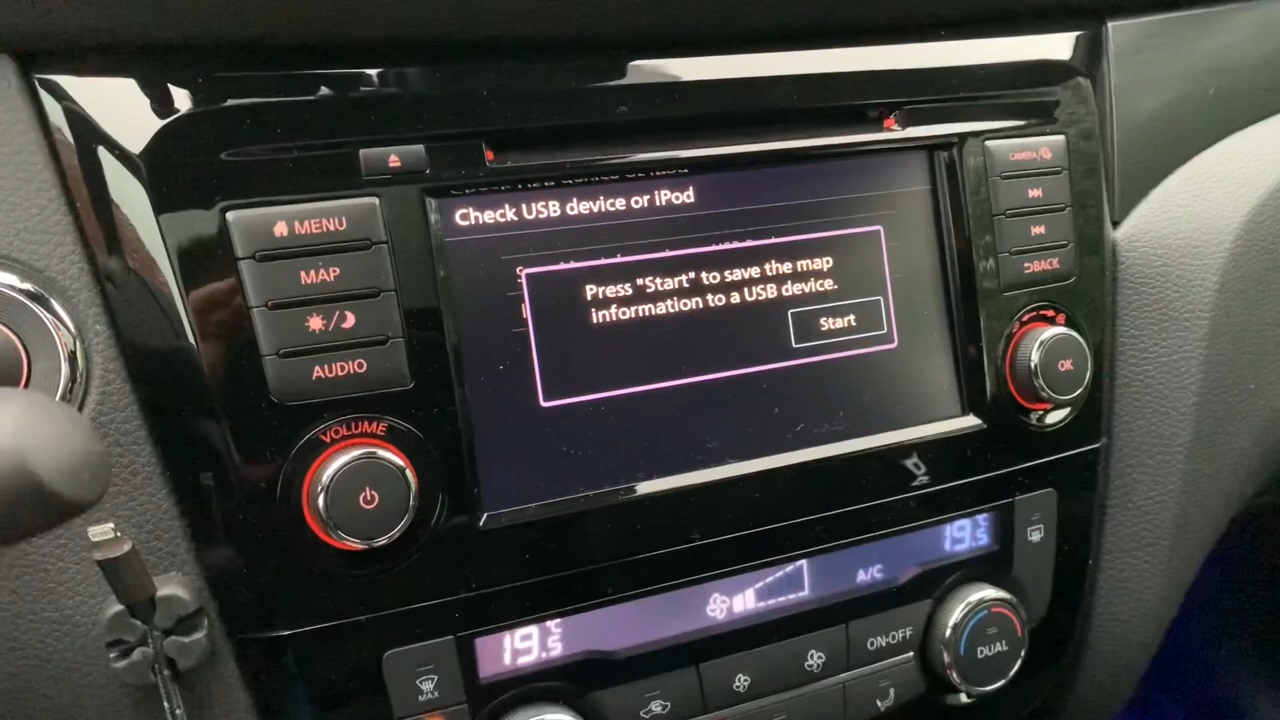 MENU
MAP
AUDIO
VOLUME
Check USB device or iPod
Press "Start" to save the map
information to a USB device.
Start
CAMERA/
BACK
OK
19.5°C
A/C
19.5°C
MAX
ON·OFF
DUAL